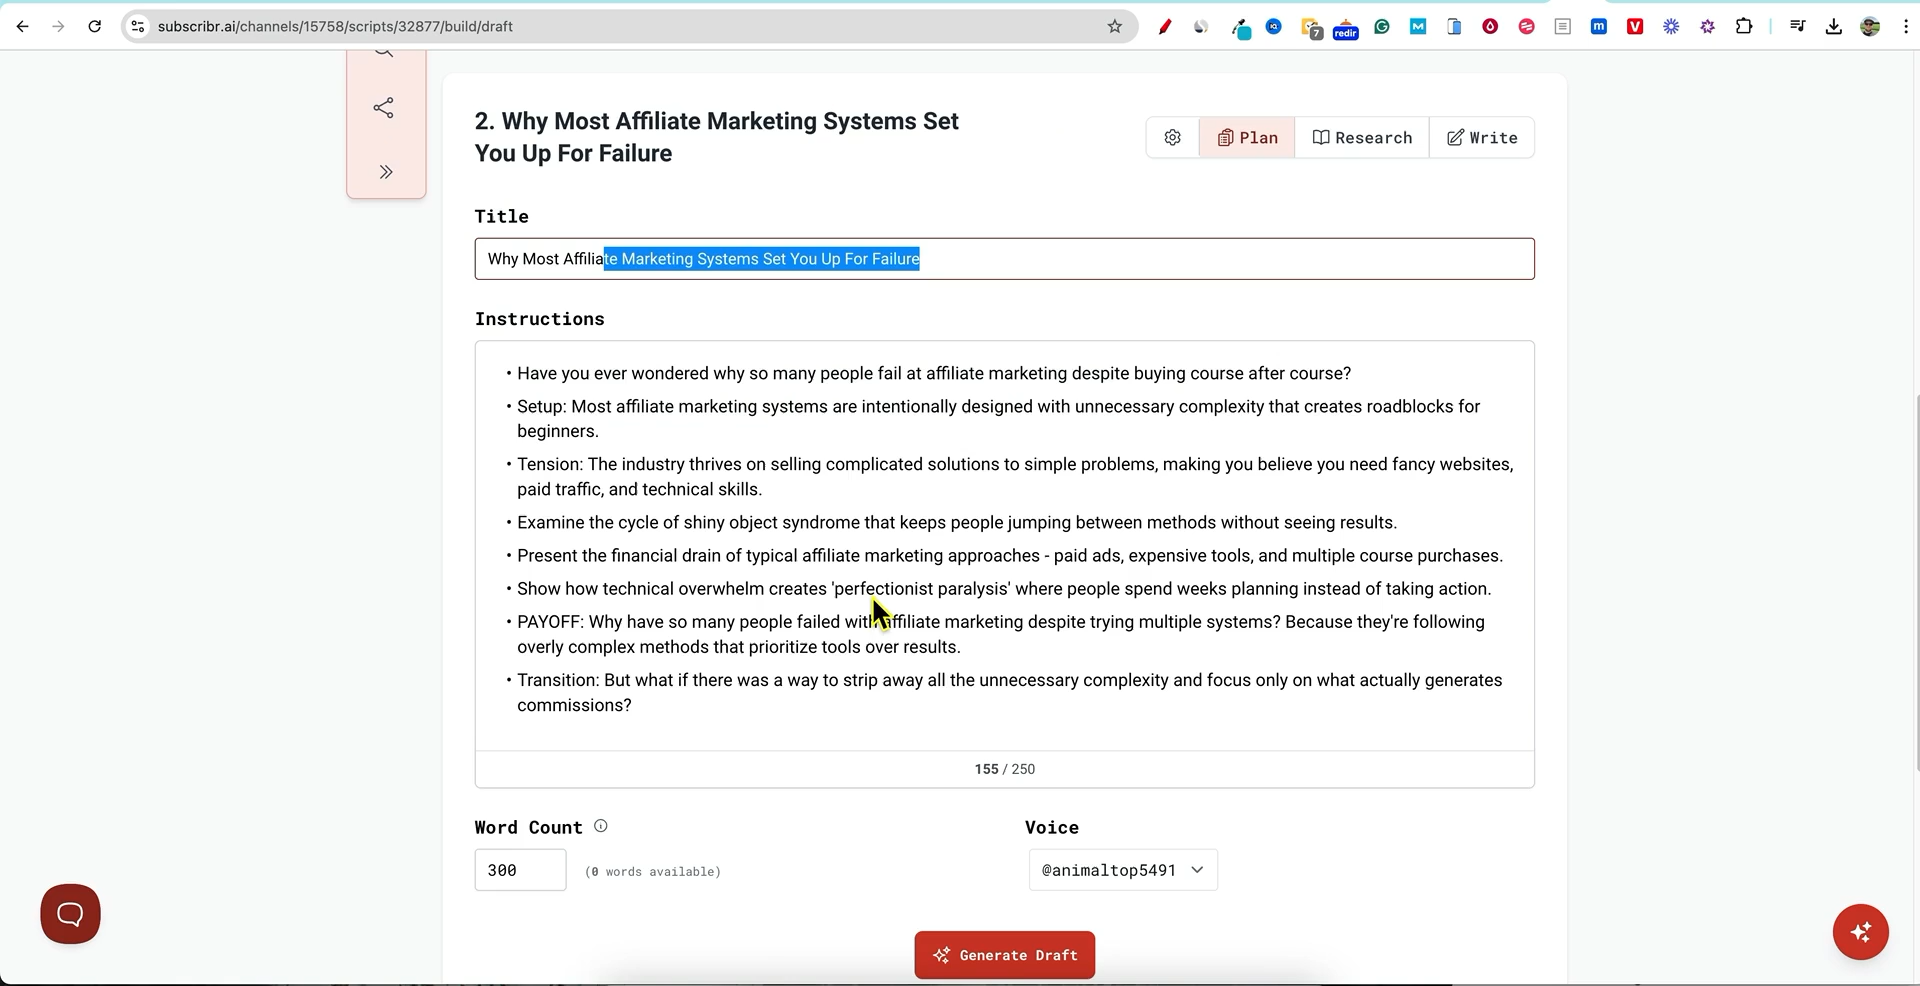 subscribr.ai/channels/15758/scripts/32877/build/draft
7
redir
M
m
V
2. Why Most Affiliate Marketing Systems Set
You Up For Failure
Plan
Research
Write
Title
Why Most Affiliate Marketing Systems Set You Up For Failure
Instructions
• Have you ever wondered why so many people fail at affiliate marketing despite buying course after course?
• Setup: Most affiliate marketing systems are intentionally designed with unnecessary complexity that creates roadblocks for
beginners.
• Tension: The industry thrives on selling complicated solutions to simple problems, making you believe you need fancy websites,
paid traffic, and technical skills.
• Examine the cycle of shiny object syndrome that keeps people jumping between methods without seeing results.
• Present the financial drain of typical affiliate marketing approaches - paid ads, expensive tools, and multiple course purchases.
• Show how technical overwhelm creates 'perfectionist paralysis' where people spend weeks planning instead of taking action.
• PAYOFF: Why have so many people failed with affiliate marketing despite trying multiple systems? Because they're following
overly complex methods that prioritize tools over results.
• Transition: But what if there was a way to strip away all the unnecessary complexity and focus only on what actually generates
commissions?
155 / 250
Word Count
Voice
300
(0 words available)
@animaltop5491
Generate Draft